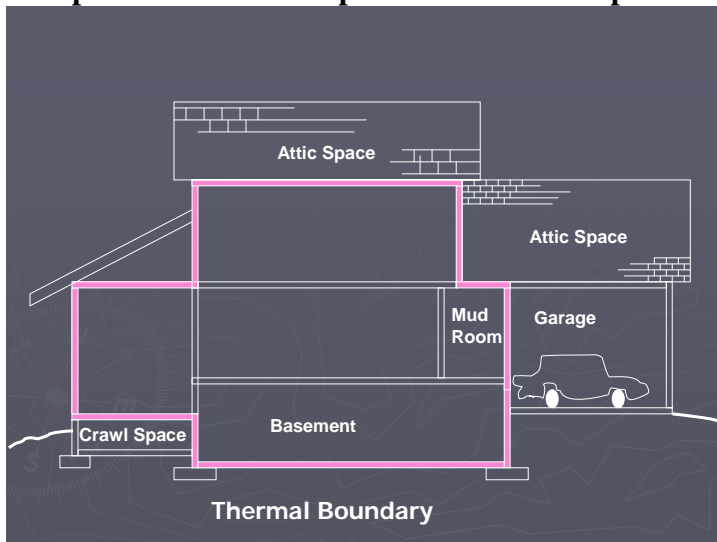 Attic Space
Attic Space
Mud
Room
Garage
Crawl Space
Basement
Thermal Boundary